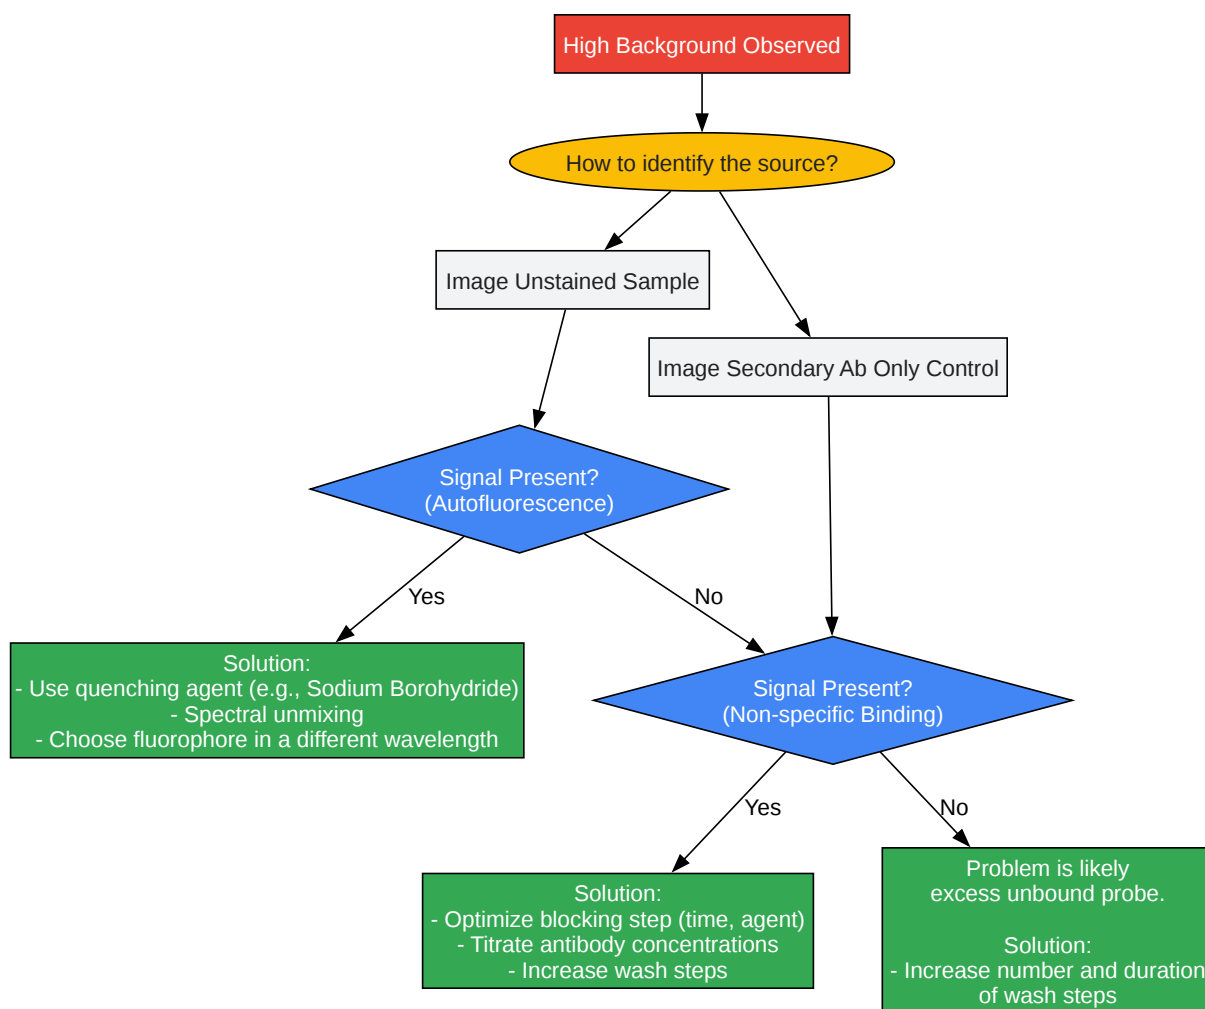 High Background Observed
How to identify the source?
Image Unstained Sample
Image Secondary Ab Only Control
Signal Present?
(Autofluorescence)
Yes
No
Solution:
- Use quenching agent (e.g., Sodium Borohydride)
- Spectral unmixing
- Choose fluorophore in a different wavelength
Signal Present?
(Non-specific Binding)
Yes
No
Solution:
- Optimize blocking step (time, agent)
- Titrate antibody concentrations
- Increase wash steps
Problem is likely
excess unbound probe.
Solution:
- Increase number and duration
of wash steps